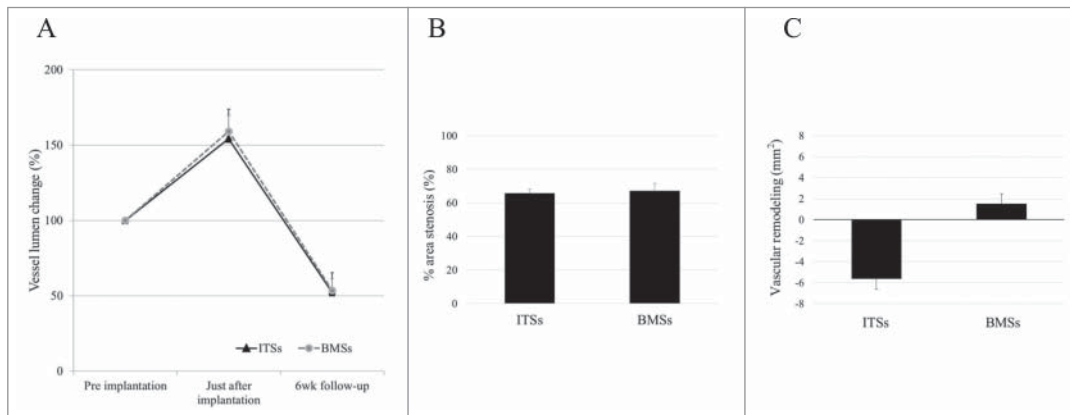 A
Vessel lumen change (%)
200
150
100
50
0
ITSs
BMSs
Pre implantation
Just after
implantation
6wk follow-up
B
% area stenosis (%)
100
80
60
40
20
0
ITSs
BMSs
C
Vascular remodeling (mm²)
8
6
4
2
0
-2
-4
-6
-8
ITSs
BMSs